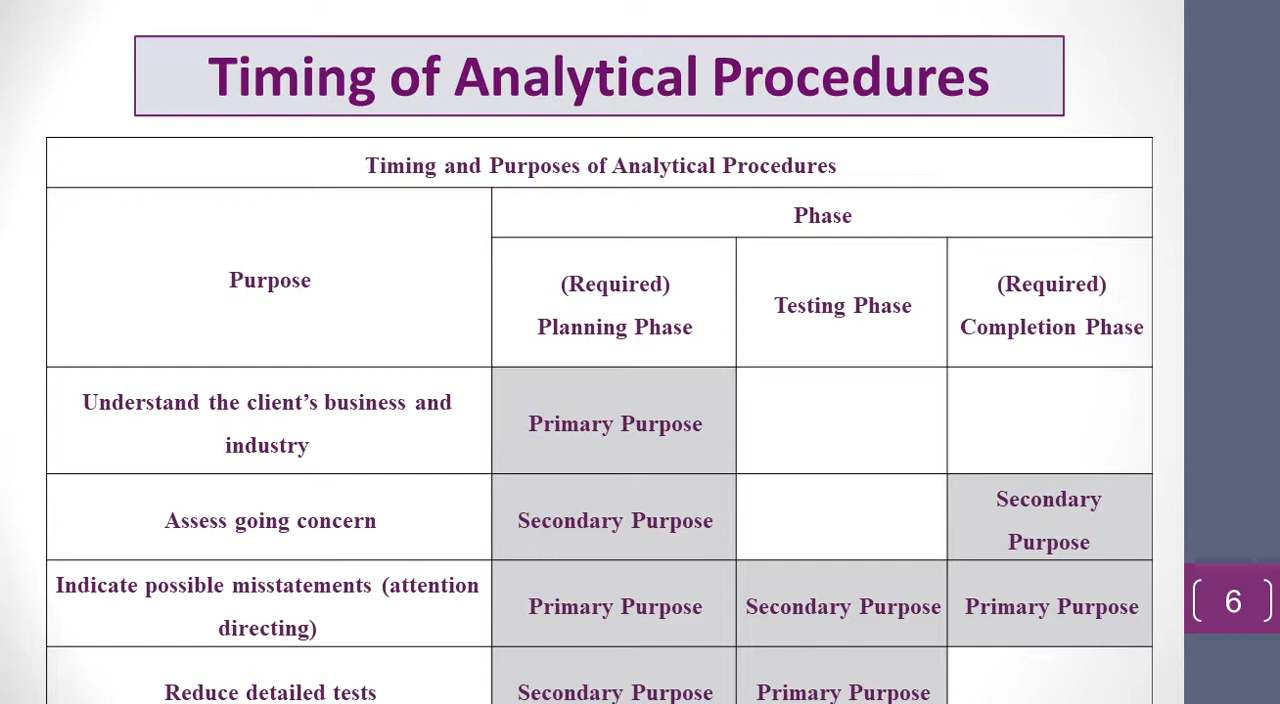 Timing of Analytical Procedures
Timing and Purposes of Analytical Procedures
Purpose
Phase
(Required)
Planning Phase
Testing Phase
(Required)
Completion Phase
Understand the client’s business and
industry
Primary Purpose
Assess going concern
Secondary Purpose
Secondary
Purpose
Indicate possible misstatements (attention
directing)
Primary Purpose
Secondary Purpose
Primary Purpose
Reduce detailed tests
Secondary Purpose
Primary Purpose
6